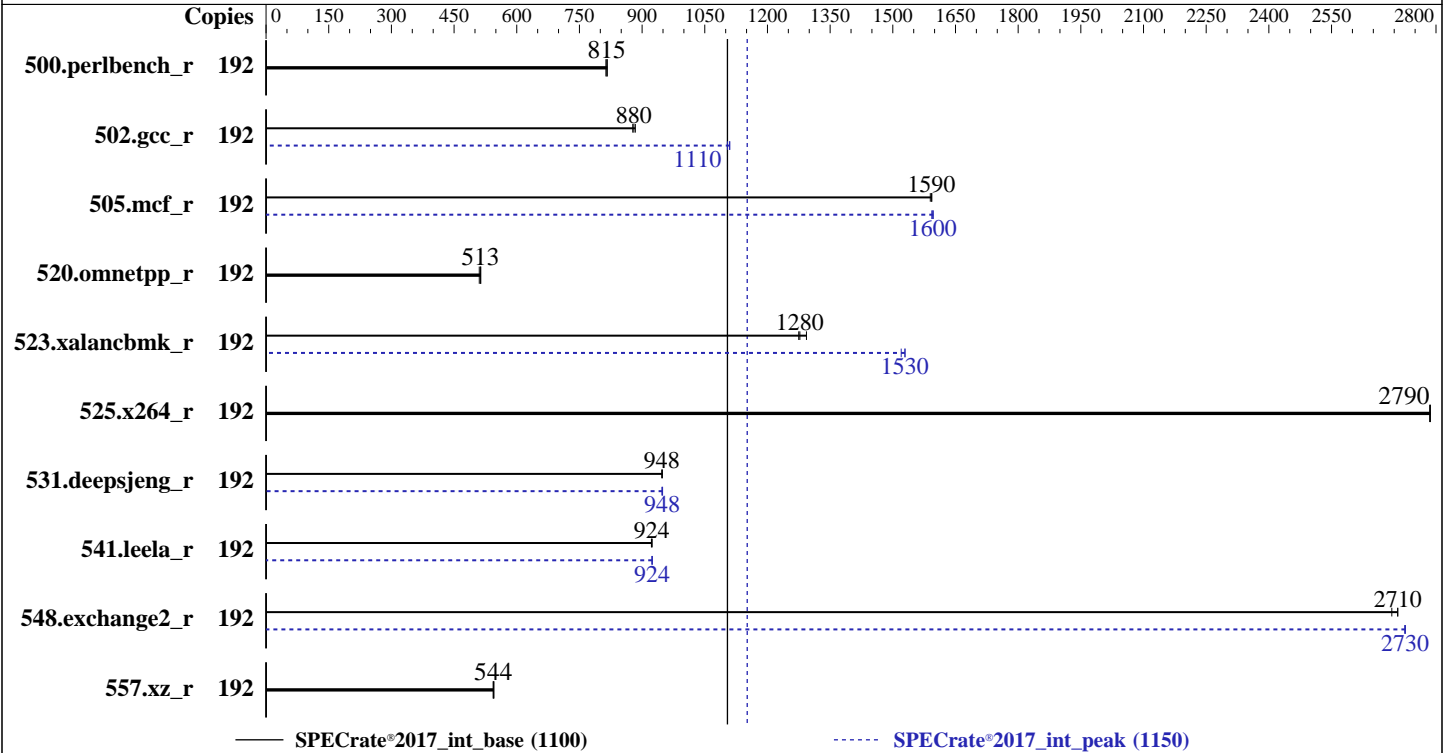 Copies 0 150 300 450 600 750 900 1050 1200 1350 1500 1650 1800 1950 2100 2250 2400 2550 2800
815
500.perlbench_r 192
880
502.gcc_r 192
1110
1590
505.mcf_r 192
1600
513
520.omnetpp_r 192
1280
523.xalancbmk_r 192
1530
2790
525.x264_r 192
948
531.deepsjeng_r 192
948
924
541.leela_r 192
924
2710
548.exchange2_r 192
2730
544
557.xz_r 192
SPECrate®2017_int_base (1100) SPECrate®2017_int_peak (1150)